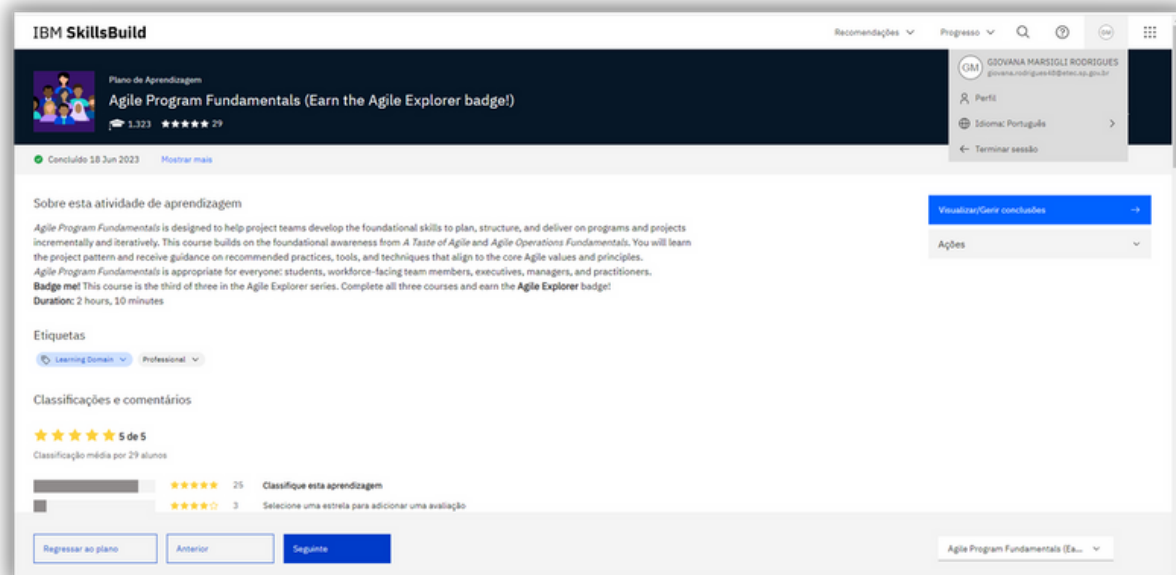 IBM SkillsBuild
Recomendações
Progresso
GM
GM
GIOVANA MARSIGLI RODRIGUES
giovana.rodrigues48@etec.sp.gov.br
Perfil
Idioma: Português
Terminar sessão
Plano de Aprendizagem
Agile Program Fundamentals (Earn the Agile Explorer badge!)
1,323 29
Concluído 18 Jun 2023 Mostrar mais
Sobre esta atividade de aprendizagem
Agile Program Fundamentals is designed to help project teams develop the foundational skills to plan, structure, and deliver on programs and projects
incrementally and iteratively. This course builds on the foundational awareness from A Taste of Agile and Agile Operations Fundamentals. You will learn
the project pattern and receive guidance on recommended practices, tools, and techniques that align to the core Agile values and principles.
Agile Program Fundamentals is appropriate for everyone: students, workforce-facing team members, executives, managers, and practitioners.
Badge me! This course is the third of three in the Agile Explorer series. Complete all three courses and earn the Agile Explorer badge!
Duration: 2 hours, 10 minutes
Visualizar/Gerir conclusões
Ações
Etiquetas
Learning Domain Professional
Classificações e comentários
5 de 5
Classificação média por 29 alunos
25 Classifique esta aprendizagem
3 Selecione uma estrela para adicionar uma avaliação
Regressar ao plano Anterior Seguinte
Agile Program Fundamentals (Ea...